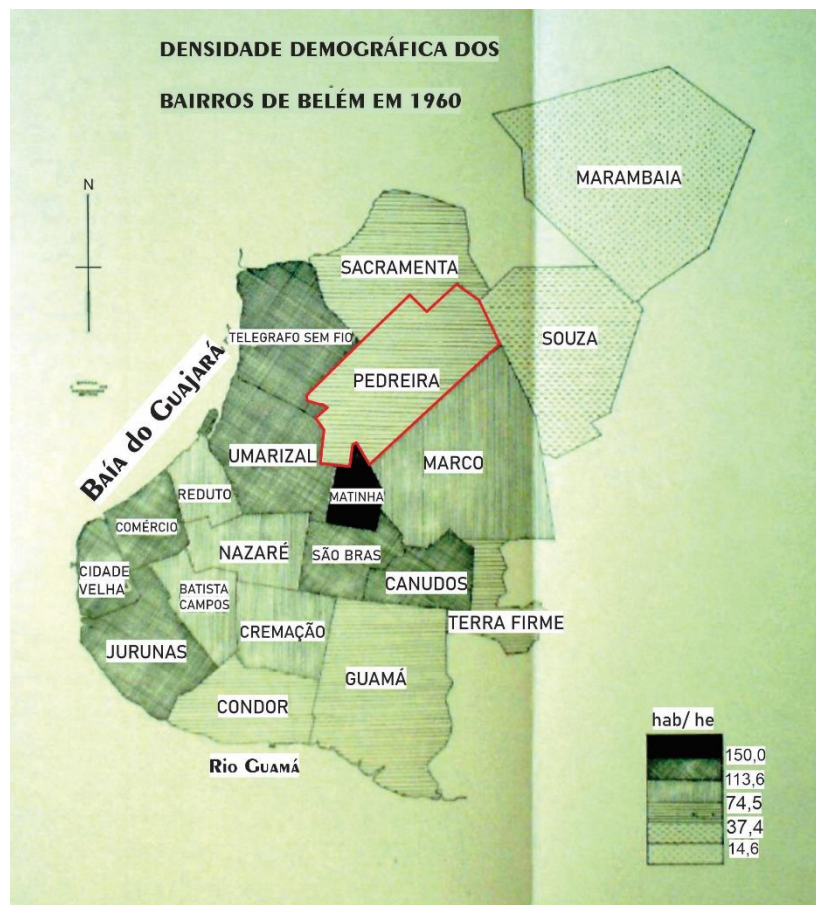 DENSIDADE DEMOGRÁFICA DOS
BAIRROS DE BELÉM EM 1960
MARAMBAIA
N
SACRAMENTA
TELEGRAFO SEM FIO
SOUZA
Baía do Guajará
PEDREIRA
UMARIZAL
MARCO
REDUTO
MATINHA
COMÉRCIO
NAZARÉ
SÃO BRAS
CIDADE
VELHA
BATISTA
CAMPOS
CANUDOS
CREMAÇÃO
TERRA FIRME
JURUNAS
GUAMÁ
CONDOR
Rio Guamá
hab/ he
150,0
113,6
74,5
37,4
14,6